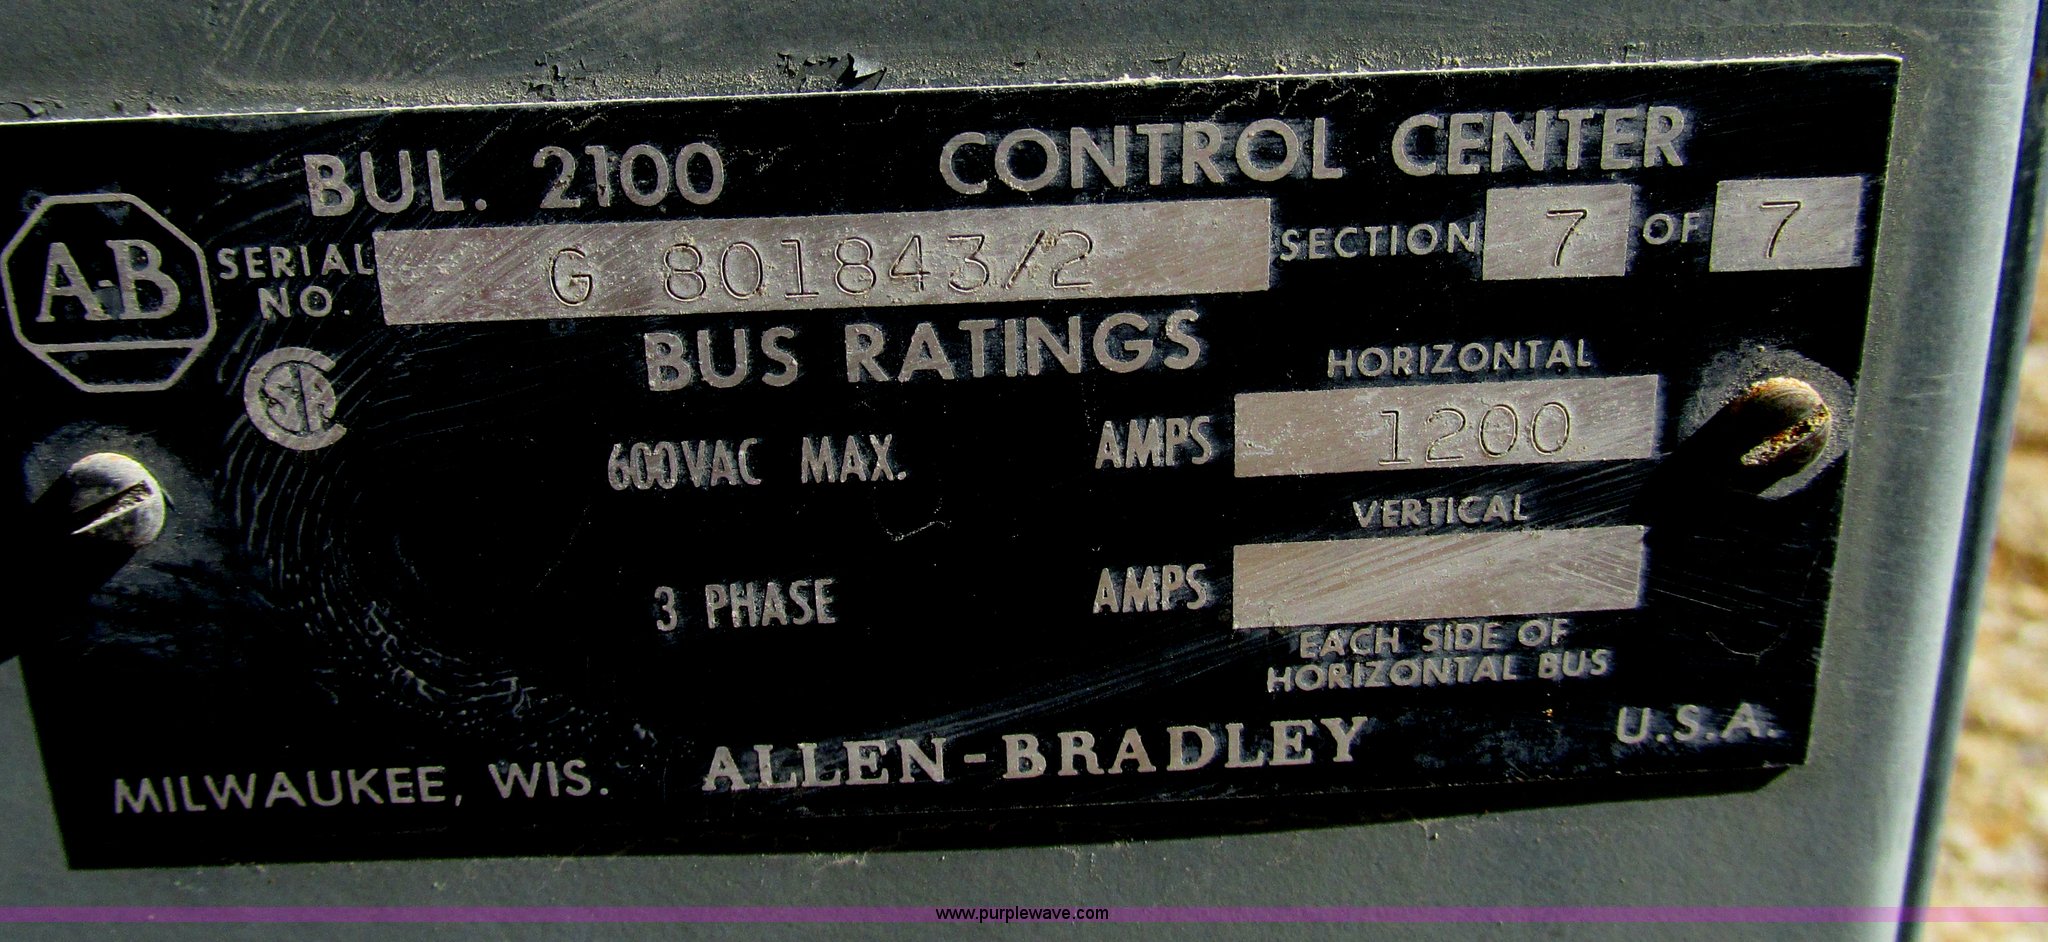 BUL. 2100 CONTROL CENTER
A-B
SERIAL NO. G 801843/2 SECTION 7 OF 7
SA
BUS RATINGS
HORIZONTAL
600VAC MAX. AMPS 1200
VERTICAL
3 PHASE AMPS
EACH SIDE OF
HORIZONTAL BUS
MILWAUKEE, WIS. ALLEN-BRADLEY U.S.A.
www.purplewave.com